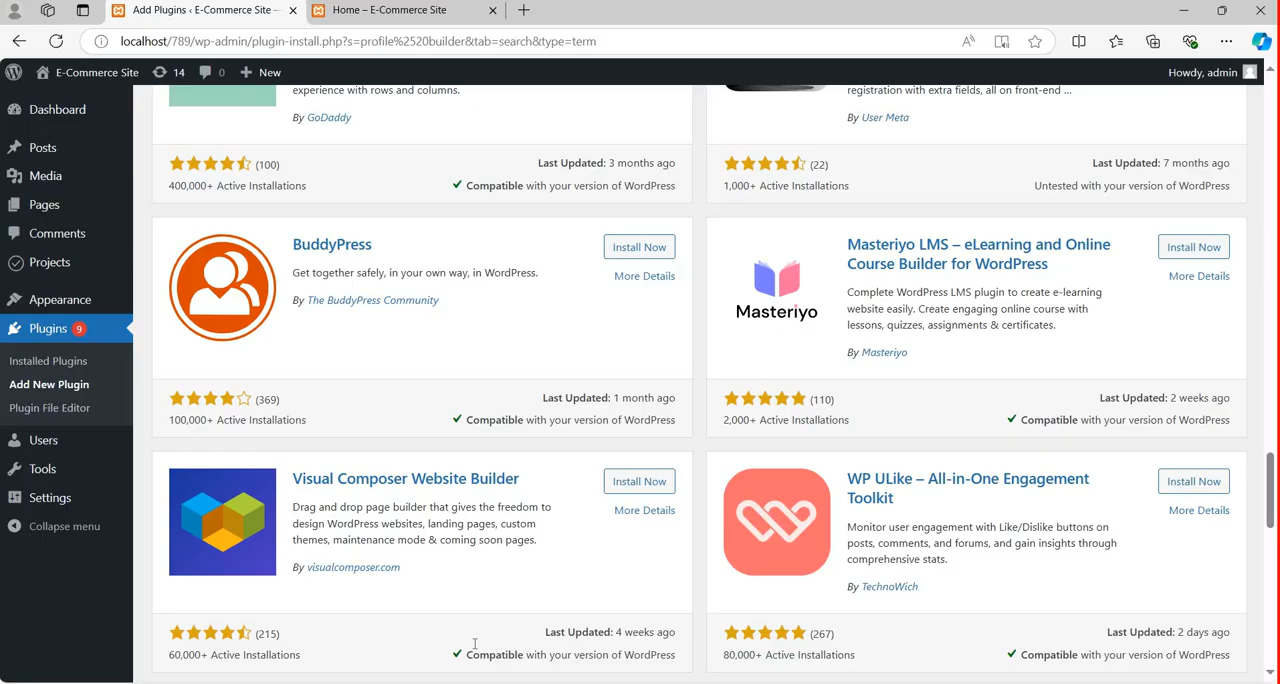 Add Plugins ‹ E-Commerce Site –
Home – E-Commerce Site
localhost/789/wp-admin/plugin-install.php?s=profile%2520builder&tab=search&type=term
E-Commerce Site
14
0
New
Howdy, admin
Dashboard
Posts
Media
Pages
Comments
Projects
Appearance
Plugins 9
Installed Plugins
Add New Plugin
Plugin File Editor
Users
Tools
Settings
Collapse menu
experience with rows and columns.
By GoDaddy
(100)
Last Updated: 3 months ago
400,000+ Active Installations
Compatible with your version of WordPress
registration with extra fields, all on front-end ...
By User Meta
(22)
Last Updated: 7 months ago
1,000+ Active Installations
Untested with your version of WordPress
BuddyPress
Install Now
Get together safely, in your own way, in WordPress.
More Details
By The BuddyPress Community
(369)
Last Updated: 1 month ago
100,000+ Active Installations
Compatible with your version of WordPress
Masteriyo
Masteriyo LMS – eLearning and Online
Course Builder for WordPress
Install Now
More Details
Complete WordPress LMS plugin to create e-learning
website easily. Create engaging online course with
lessons, quizzes, assignments & certificates.
By Masteriyo
(110)
Last Updated: 2 weeks ago
2,000+ Active Installations
Compatible with your version of WordPress
Visual Composer Website Builder
Install Now
More Details
Drag and drop page builder that gives the freedom to
design WordPress websites, landing pages, custom
themes, maintenance mode & coming soon pages.
By visualcomposer.com
(215)
Last Updated: 4 weeks ago
60,000+ Active Installations
Compatible with your version of WordPress
WP ULike – All-in-One Engagement
Toolkit
Install Now
More Details
Monitor user engagement with Like/Dislike buttons on
posts, comments, and forums, and gain insights through
comprehensive stats.
By TechnoWich
(267)
Last Updated: 2 days ago
80,000+ Active Installations
Compatible with your version of WordPress